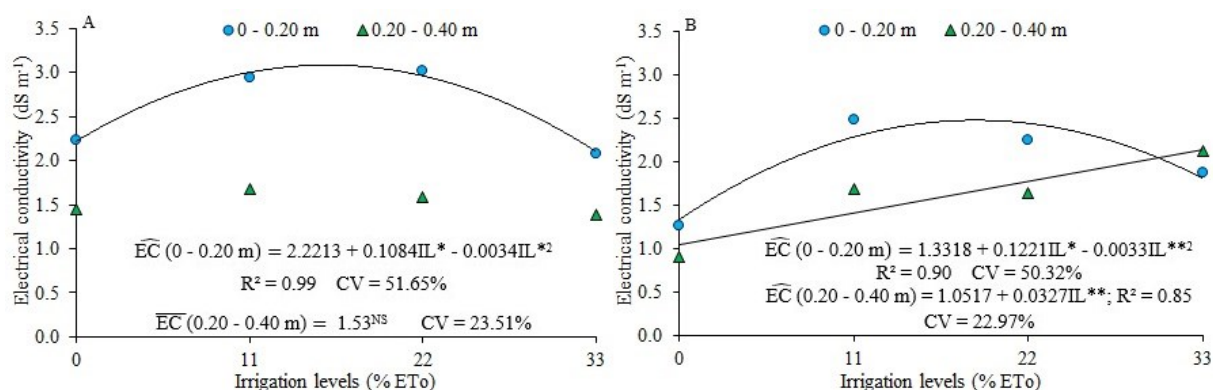 A
0 - 0.20 m 0.20 - 0.40 m
Electrical conductivity (dS m⁻¹)
3.5
3.0
2.5
2.0
1.5
1.0
0.5
0.0
EC (0 - 0.20 m) = 2.2213 + 0.1084IL* - 0.0034IL*²
R² = 0.99 CV = 51.65%
EC (0.20 - 0.40 m) = 1.53ᴺˢ CV = 23.51%
0 11 22 33
Irrigation levels (% ETo)
B
0 - 0.20 m 0.20 - 0.40 m
Electrical conductivity (dS m⁻¹)
3.5
3.0
2.5
2.0
1.5
1.0
0.5
0.0
EC (0 - 0.20 m) = 1.3318 + 0.1221IL* - 0.0033IL**²
R² = 0.90 CV = 50.32%
EC (0.20 - 0.40 m) = 1.0517 + 0.0327IL**; R² = 0.85
CV = 22.97%
0 11 22 33
Irrigation levels (% ETo)